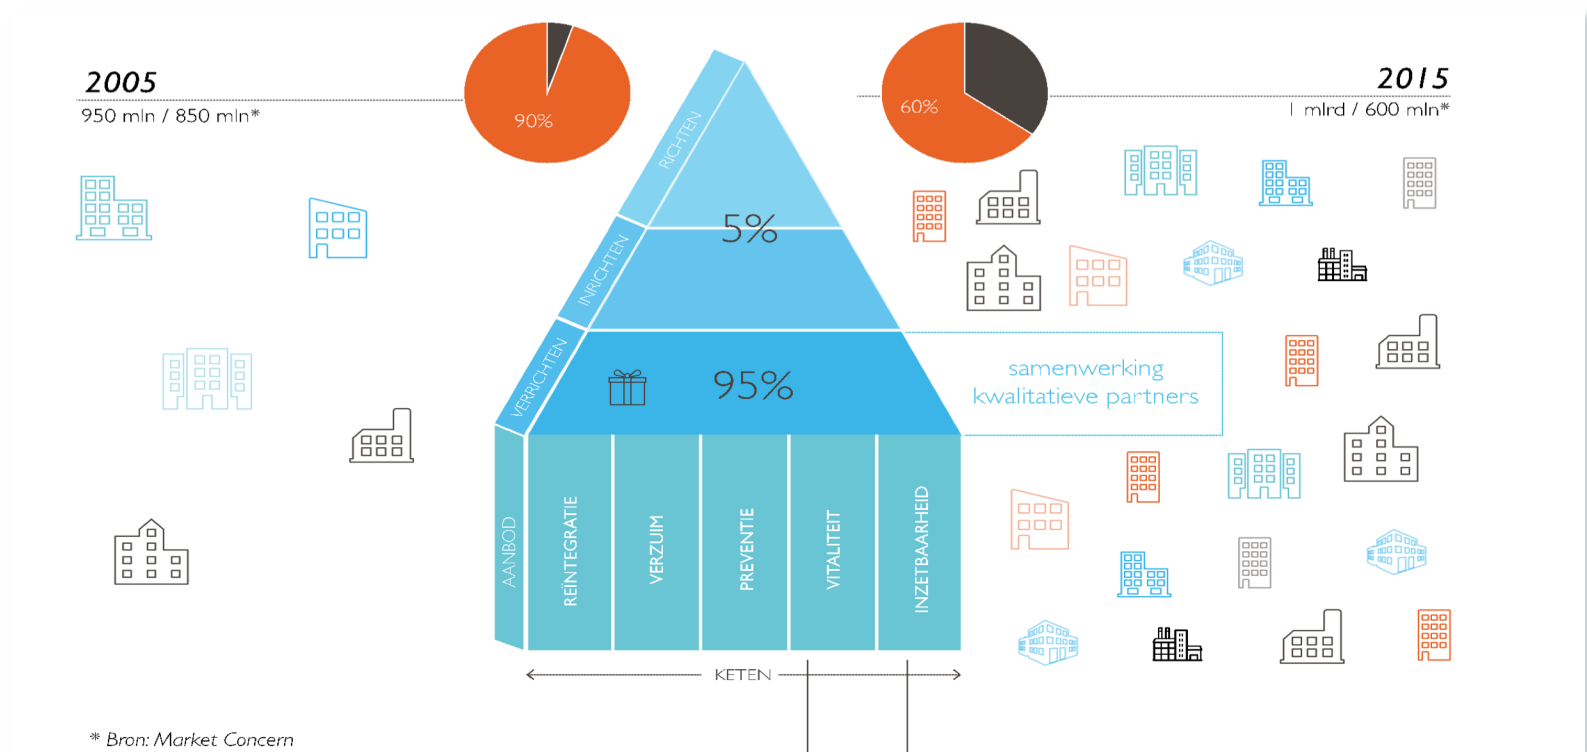 2005
950 mln / 850 mln*
90%
60%
2015
1 mlrd / 600 mln*
RICHTEN
5%
INRICHTEN
VERRICHTEN
95%
samenwerking
kwalitatieve partners
AANBOD
REÏNTEGRATIE
VERZUIM
PREVENTIE
VITALITEIT
INZETBAARHEID
KETEN
* Bron: Market Concern